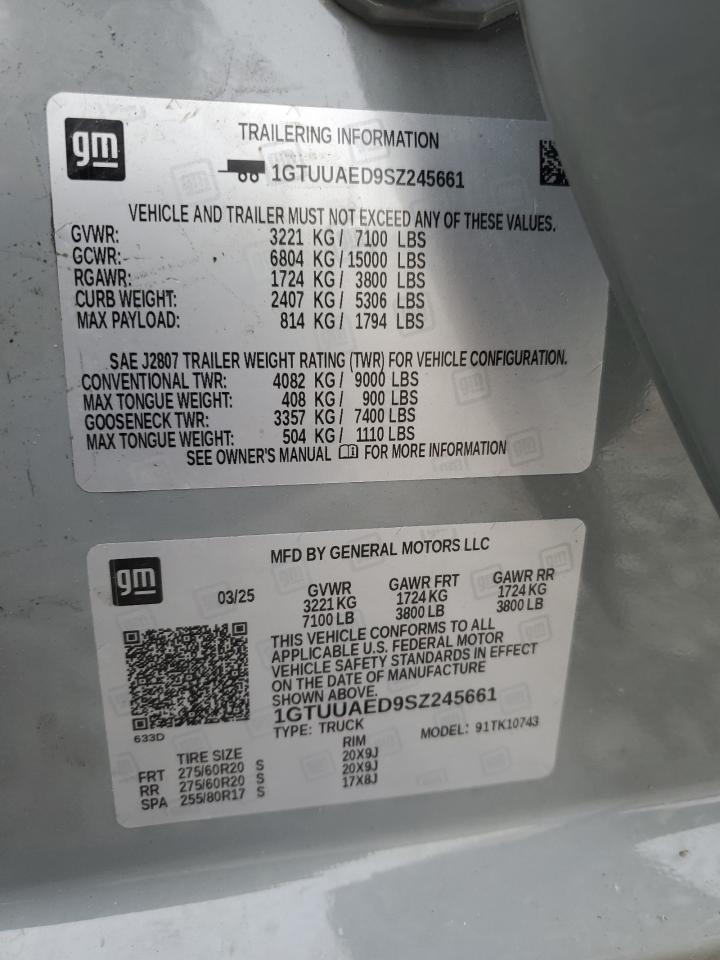 gm
TRAILERING INFORMATION
1GTUUAED9SZ245661
VEHICLE AND TRAILER MUST NOT EXCEED ANY OF THESE VALUES.
GVWR: 3221 KG / 7100 LBS
GCWR: 6804 KG / 15000 LBS
RGAWR: 1724 KG / 3800 LBS
CURB WEIGHT: 2407 KG / 5306 LBS
MAX PAYLOAD: 814 KG / 1794 LBS
SAE J2807 TRAILER WEIGHT RATING (TWR) FOR VEHICLE CONFIGURATION.
CONVENTIONAL TWR: 4082 KG / 9000 LBS
MAX TONGUE WEIGHT: 408 KG / 900 LBS
GOOSENECK TWR: 3357 KG / 7400 LBS
MAX TONGUE WEIGHT: 504 KG / 1110 LBS
SEE OWNER'S MANUAL FOR MORE INFORMATION
gm
MFD BY GENERAL MOTORS LLC
03/25 GVWR GAWR FRT GAWR RR
3221 KG 1724 KG 1724 KG
7100 LB 3800 LB 3800 LB
THIS VEHICLE CONFORMS TO ALL
APPLICABLE U.S. FEDERAL MOTOR
VEHICLE SAFETY STANDARDS IN EFFECT
ON THE DATE OF MANUFACTURE
SHOWN ABOVE.
1GTUUAED9SZ245661
633D
TYPE: TRUCK MODEL: 91TK10743
TIRE SIZE RIM
FRT 275/60R20 S 20X9J
RR 275/60R20 S 20X9J
SPA 255/80R17 S 17X8J